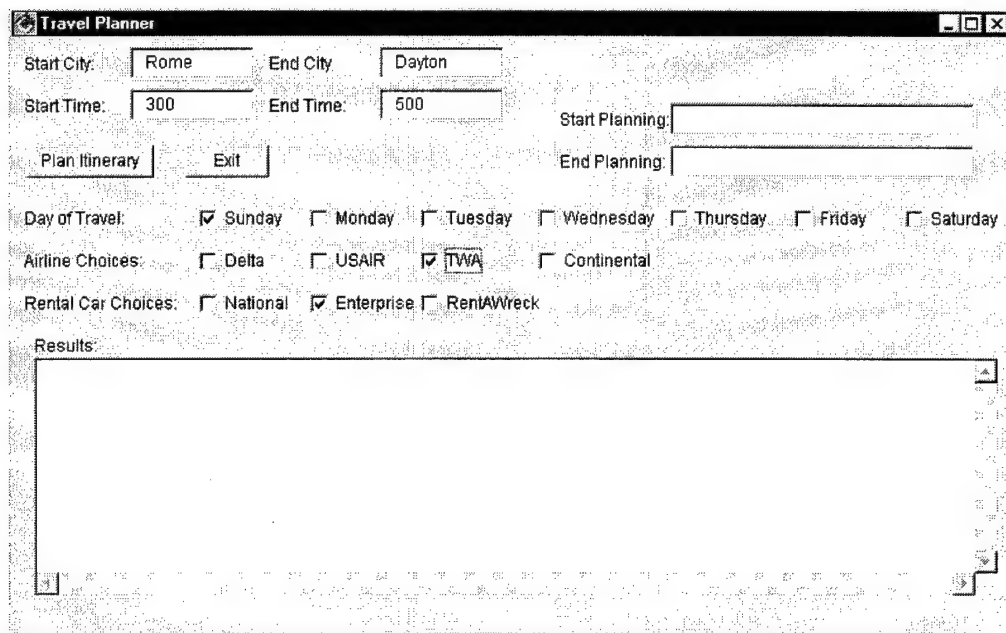 Travel Planner
Start City: Rome End City Dayton
Start Time: 300 End Time: 500
Start Planning:
Plan Itinerary Exit End Planning:
Day of Travel: Sunday Monday Tuesday Wednesday Thursday Friday Saturday
Airline Choices: Delta USAIR TWA Continental
Rental Car Choices: National Enterprise RentAWreck
Results: